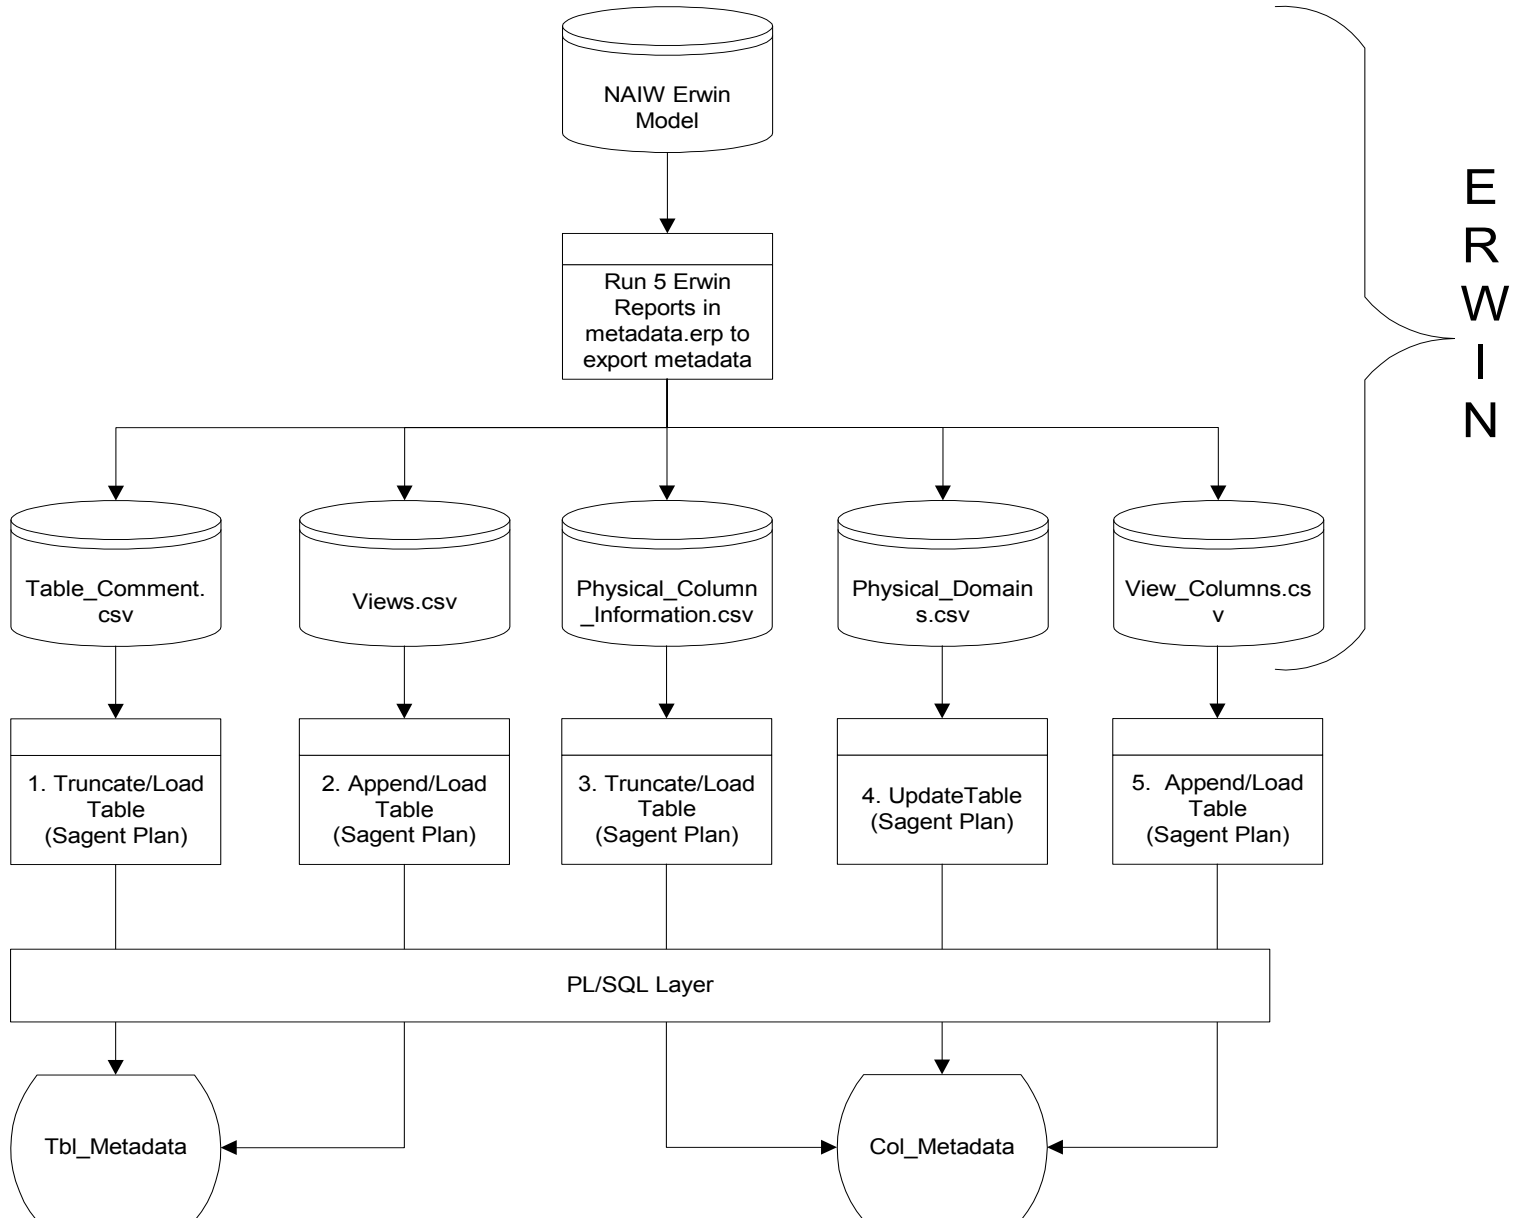 NAIW Erwin
Model
Run 5 Erwin
Reports in
metadata.erp to
export metadata
E
R
W
I
N
Table_Comment.
csv
Views.csv
Physical_Column
_Information.csv
Physical_Domain
s.csv
View_Columns.cs
v
1. Truncate/Load
Table
(Sagent Plan)
2. Append/Load
Table
(Sagent Plan)
3. Truncate/Load
Table
(Sagent Plan)
4. UpdateTable
(Sagent Plan)
5. Append/Load
Table
(Sagent Plan)
PL/SQL Layer
Tbl_Metadata
Col_Metadata